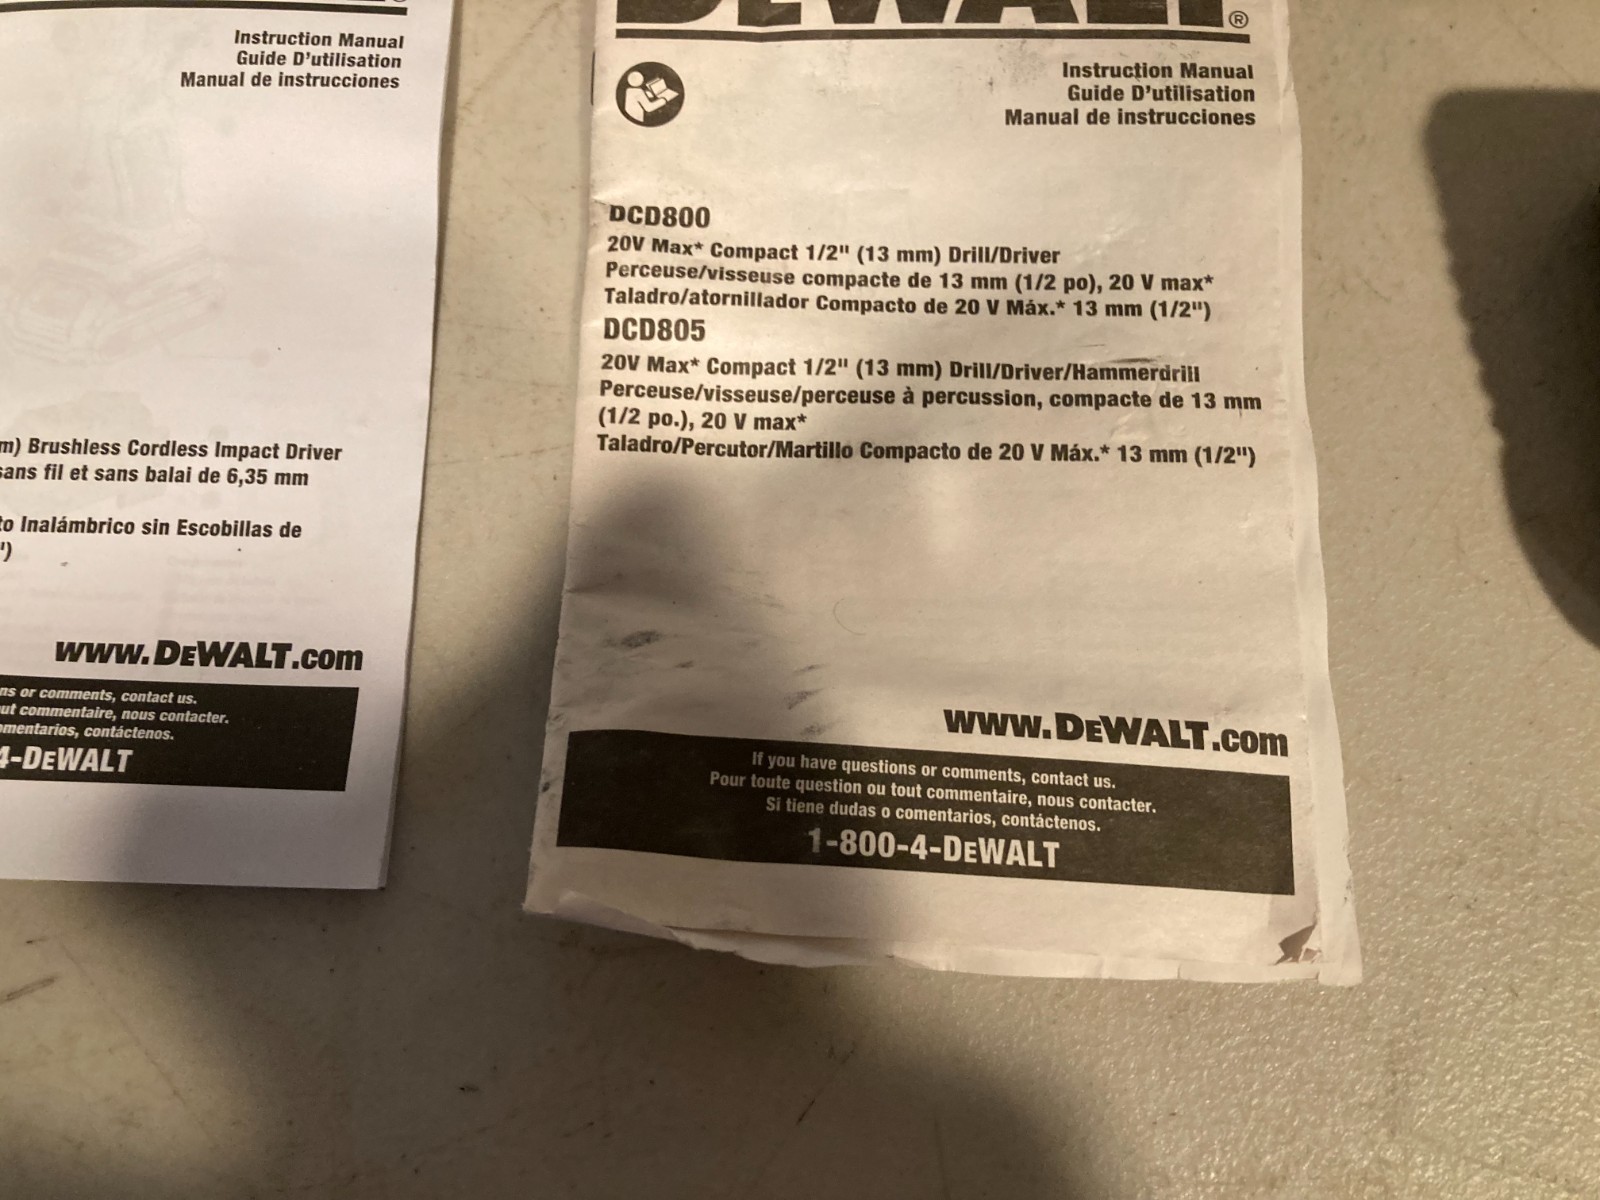 Instruction Manual
Guide D'utilisation
Manual de instrucciones
Brushless Cordless Impact Driver
sans fil et sans balai de 6,35 mm
Inalámbrico sin Escobillas de
www.DEWALT.com
or comments, contact us.
commentaire, nous contacter.
contáctenos.
4-DEWALT
DEWALT®
Instruction Manual
Guide D'utilisation
Manual de instrucciones
DCD800
20V Max* Compact 1/2" (13 mm) Drill/Driver
Perceuse/visseuse compacte de 13 mm (1/2 po), 20 V max*
Taladro/atornillador Compacto de 20 V Máx.* 13 mm (1/2")
DCD805
20V Max* Compact 1/2" (13 mm) Drill/Driver/Hammerdrill
Perceuse/visseuse/perceuse à percussion, compacte de 13 mm
(1/2 po.), 20 V max*
Taladro/Percutor/Martillo Compacto de 20 V Máx.* 13 mm (1/2")
www.DEWALT.com
If you have questions or comments, contact us.
Pour toute question ou tout commentaire, nous contacter.
Si tiene dudas o comentarios, contáctenos.
1-800-4-DEWALT